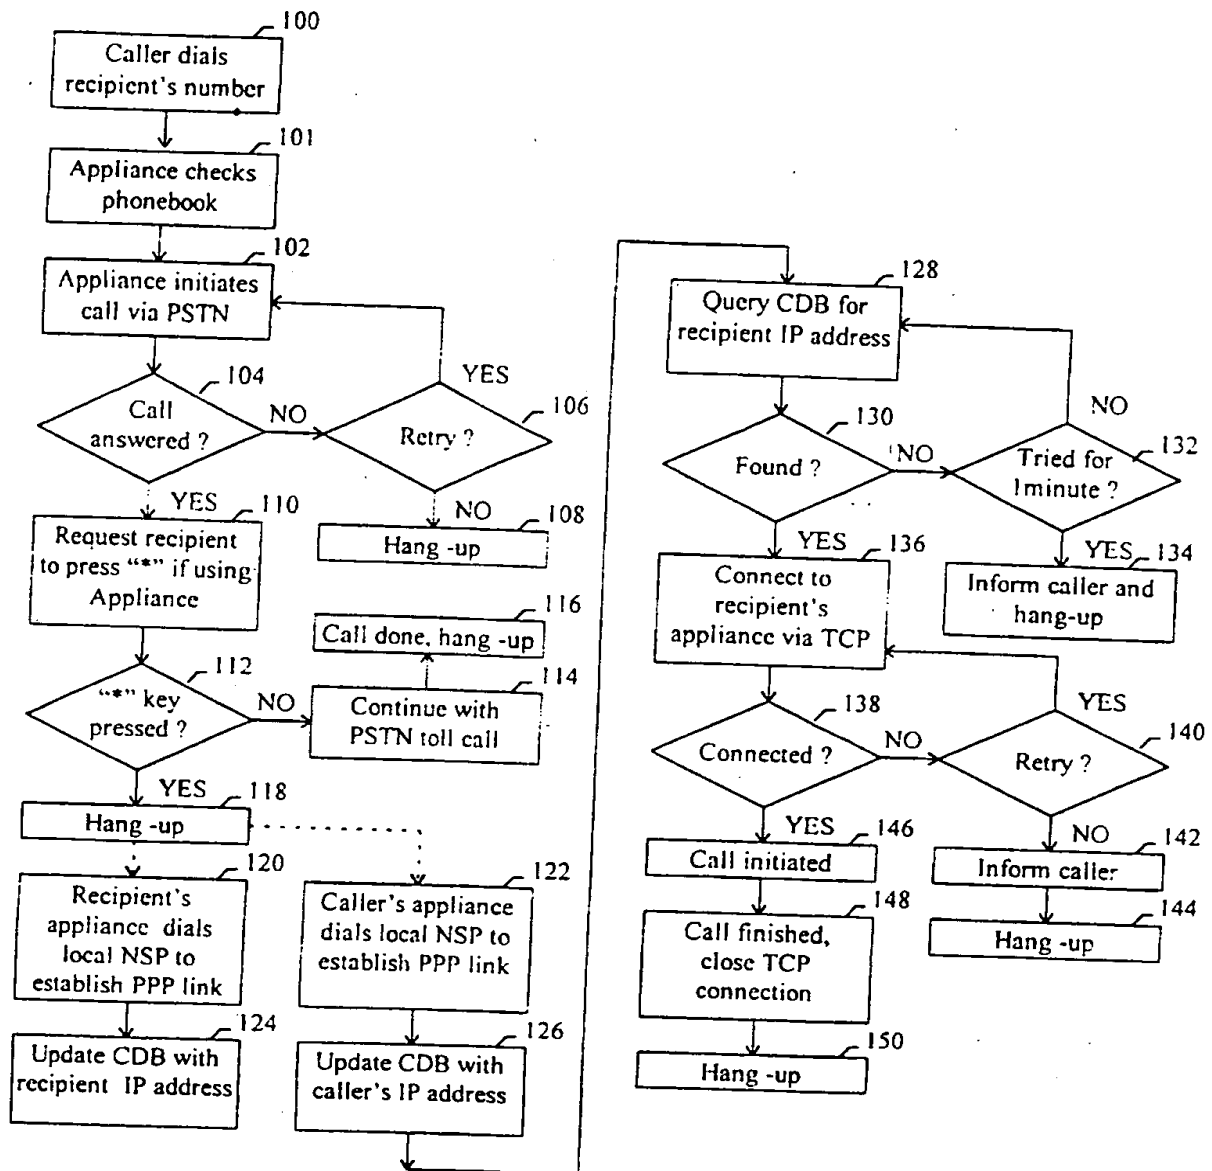 100
Caller dials
recipient's number
101
Appliance checks
phonebook
102
Appliance initiates
call via PSTN
104
Call
answered ?
NO
YES
106
Retry ?
YES
NO
108
Hang -up
110
Request recipient
to press "*" if using
Appliance
112
"*" key
pressed ?
NO
114
Continue with
PSTN toll call
116
Call done, hang -up
YES
118
Hang -up
120
Recipient's
appliance dials
local NSP to
establish PPP link
122
Caller's appliance
dials local NSP to
establish PPP link
124
Update CDB with
recipient IP address
126
Update CDB with
caller's IP address
128
Query CDB for
recipient IP address
130
Found ?
NO
132
Tried for
1minute ?
NO
YES
134
Inform caller and
hang-up
YES
136
Connect to
recipient's
appliance via TCP
138
Connected ?
NO
140
Retry ?
YES
NO
142
Inform caller
144
Hang -up
YES
146
Call initiated
148
Call finished,
close TCP
connection
150
Hang -up